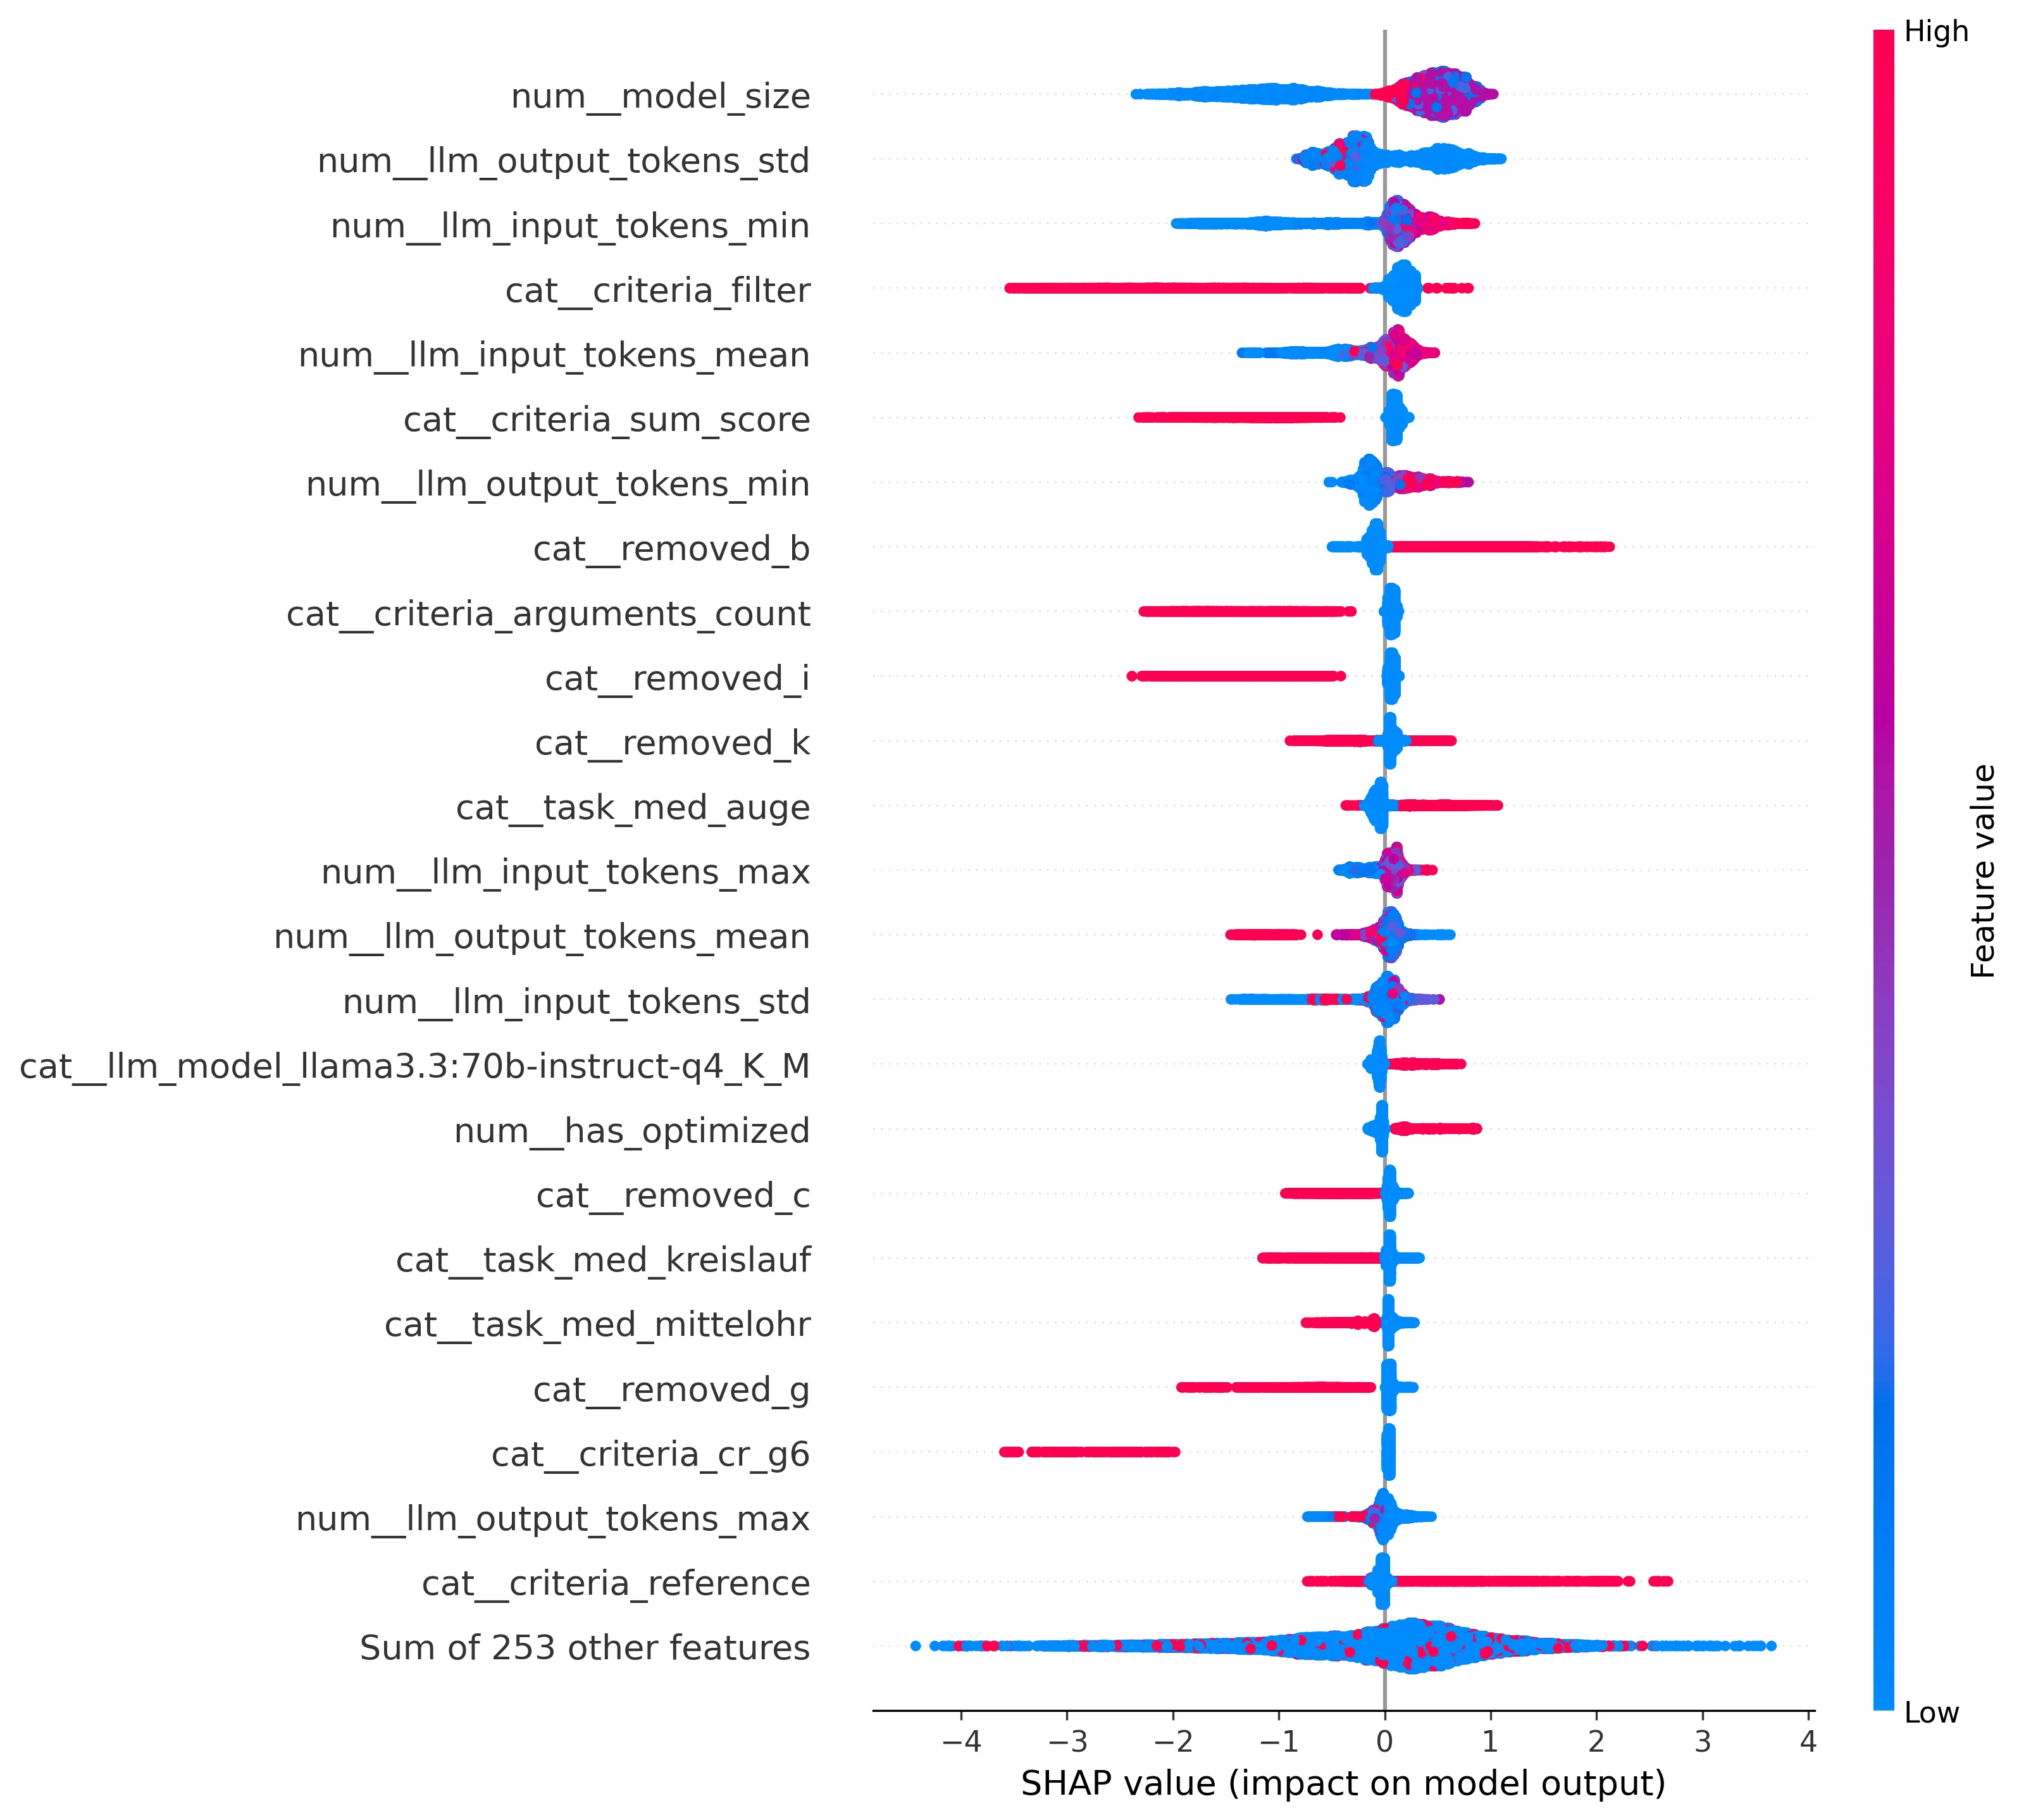 High
num__model_size
num__llm_output_tokens_std
num__llm_input_tokens_min
cat__criteria_filter
num__llm_input_tokens_mean
cat__criteria_sum_score
num__llm_output_tokens_min
cat__removed_b
cat__criteria_arguments_count
cat__removed_i
cat__removed_k
cat__task_med_auge
num__llm_input_tokens_max
num__llm_output_tokens_mean
num__llm_input_tokens_std
cat__llm_model_llama3.3:70b-instruct-q4_K_M
num__has_optimized
cat__removed_c
cat__task_med_kreislauf
cat__task_med_mittelohr
cat__removed_g
cat__criteria_cr_g6
num__llm_output_tokens_max
cat__criteria_reference
Sum of 253 other features
Feature value
Low
−4 −3 −2 −1 0 1 2 3 4
SHAP value (impact on model output)